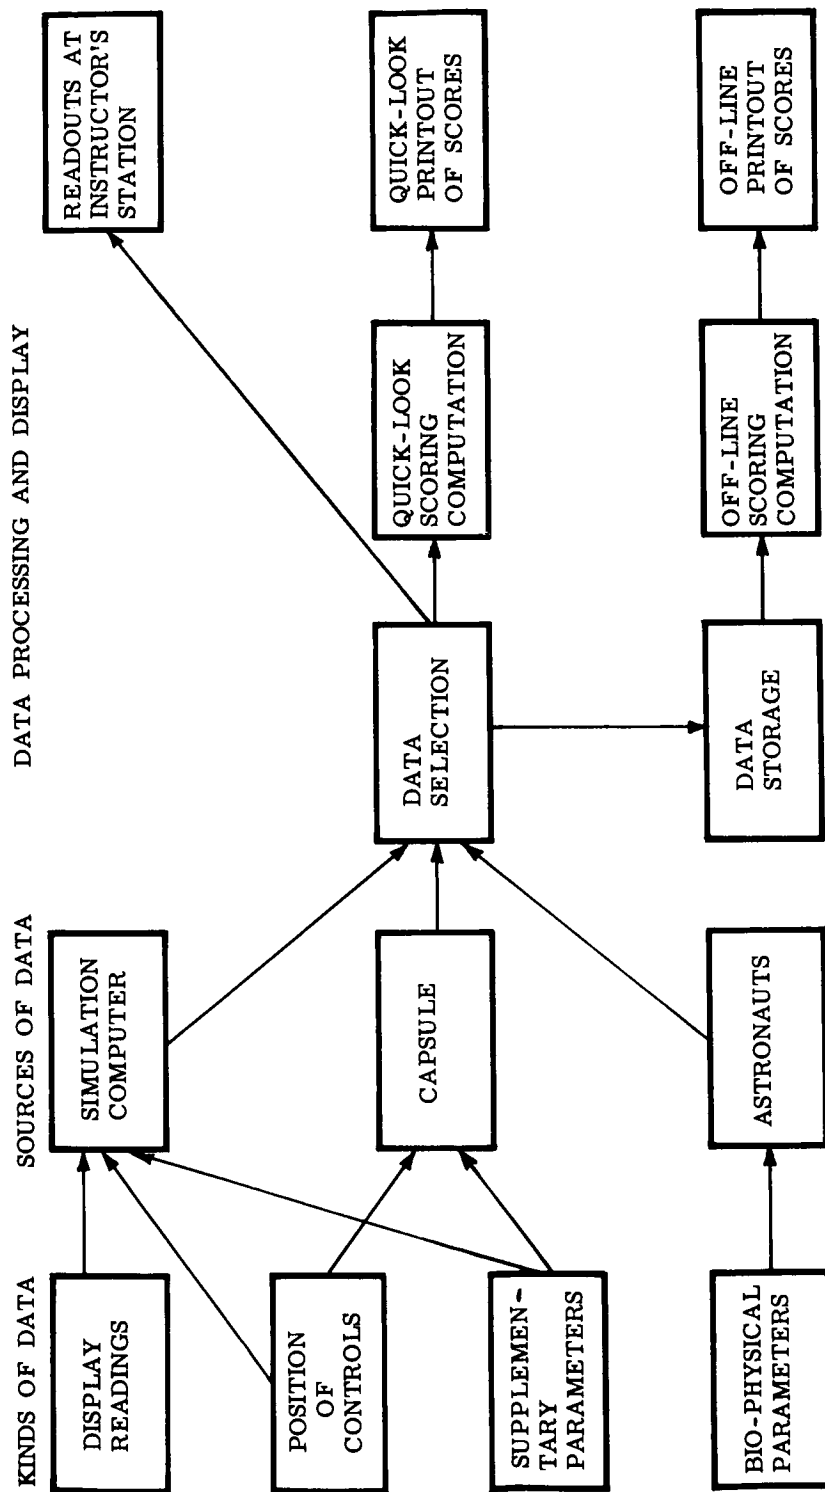 KINDS OF DATA
SOURCES OF DATA
DATA PROCESSING AND DISPLAY
DISPLAY
READINGS
POSITION
OF
CONTROLS
SUPPLEMEN-
TARY
PARAMETERS
BIO-PHYSICAL
PARAMETERS
SIMULATION
COMPUTER
CAPSULE
ASTRONAUTS
DATA
SELECTION
DATA
STORAGE
QUICK-LOOK
SCORING
COMPUTATION
OFF-LINE
SCORING
COMPUTATION
READOUTS AT
INSTRUCTOR'S
STATION
QUICK-LOOK
PRINTOUT
OF SCORES
OFF-LINE
PRINTOUT
OF SCORES